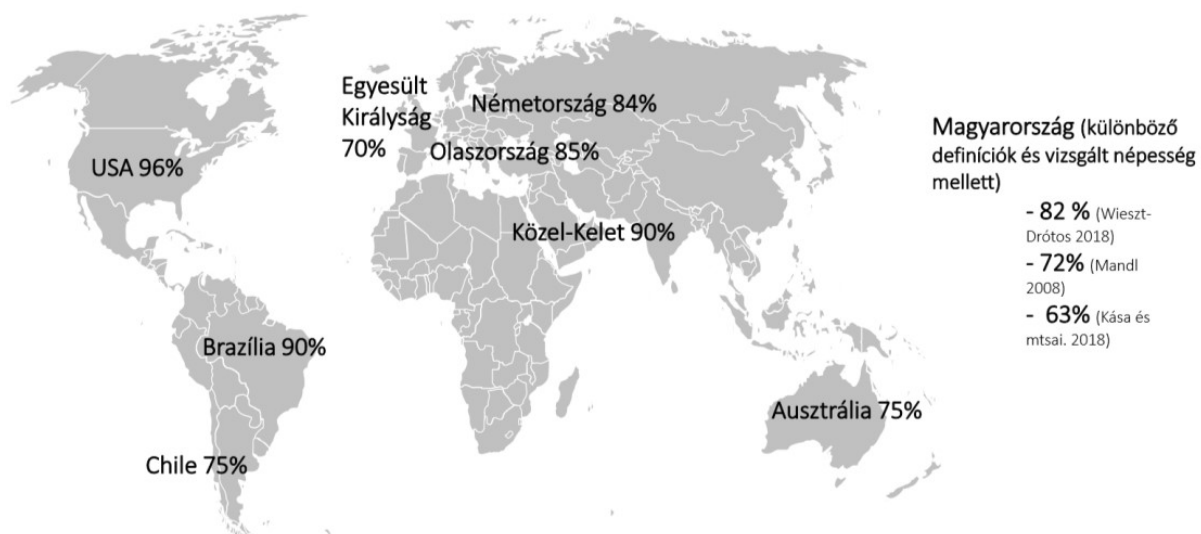 Egyesült
Királyság
70%
Németország 84%
Olaszország 85%
USA 96%
Közel-Kelet 90%
Brazília 90%
Chile 75%
Ausztrália 75%
Magyarország (különböző
definíciók és vizsgált népesség
mellett)
- 82 % (Wieszt-
Drótos 2018)
- 72% (Mandl
2008)
- 63% (Kása és
mtsai. 2018)